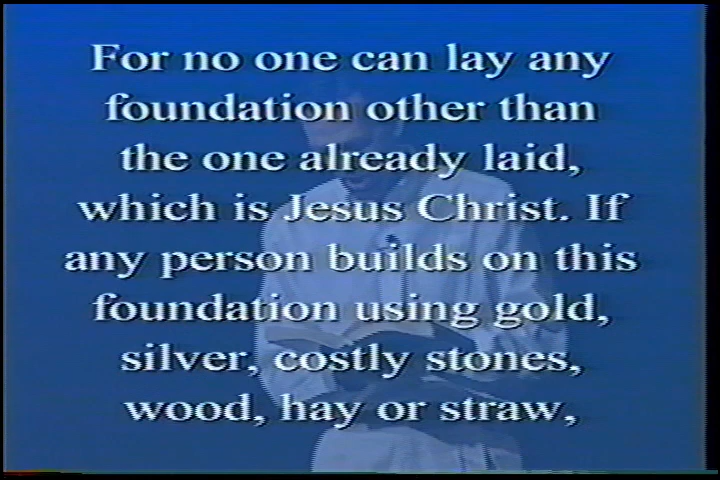 For no one can lay any
foundation other than
the one already laid,
which is Jesus Christ. If
any person builds on this
foundation using gold,
silver, costly stones,
wood, hay or straw,